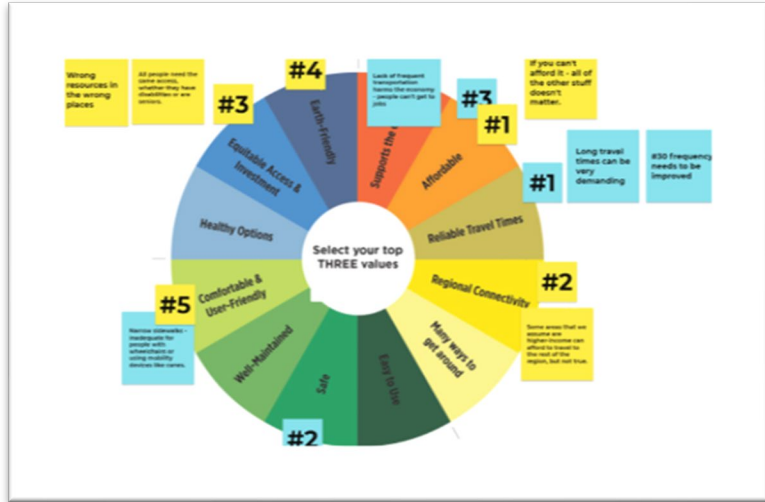 Wrong
resources in
the wrong
places
All people need the
same access,
whether they have
disabilities or are
seniors.
#3
#4
Lack of frequent
transportation
harms the economy
- people can't get to
jobs
#3
#1
If you can't
afford it - all of
the other stuff
doesn't
matter.
#1
Long travel
times can be
very
demanding
#30 frequency
needs to be
improved
Earth-Friendly
Supports the
Affordable
Equitable Access &
Investment
Reliable Travel Times
Healthy Options
Select your top
THREE values
Regional Connectivity
#2
Comfortable &
User-Friendly
#5
Many ways to
get around
Some areas that we
assume are
higher-income can
afford to travel to
the rest of the
region, but not true.
Narrow sidewalks -
inadequate for
people with
wheelchairs or
using mobility
devices like canes.
Well-Maintained
Safe
Easy to Use
#2